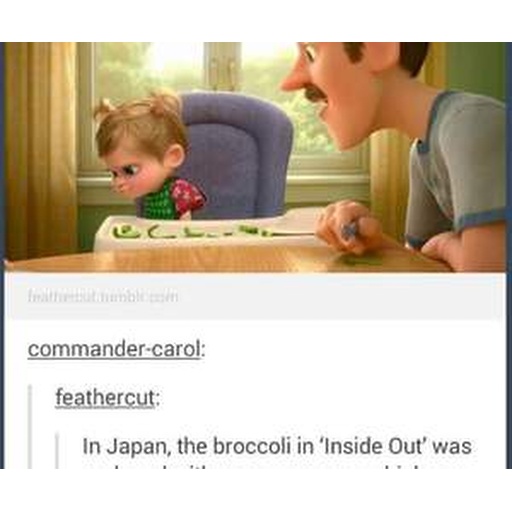 feathercut.tumblr.com
commander-carol:
feathercut:
In Japan, the broccoli in ‘Inside Out’ was